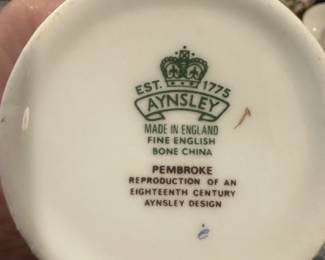 EST. 1775
AYNSLEY
MADE IN ENGLAND
FINE ENGLISH
BONE CHINA
PEMBROKE
REPRODUCTION OF AN
EIGHTEENTH CENTURY
AYNSLEY DESIGN